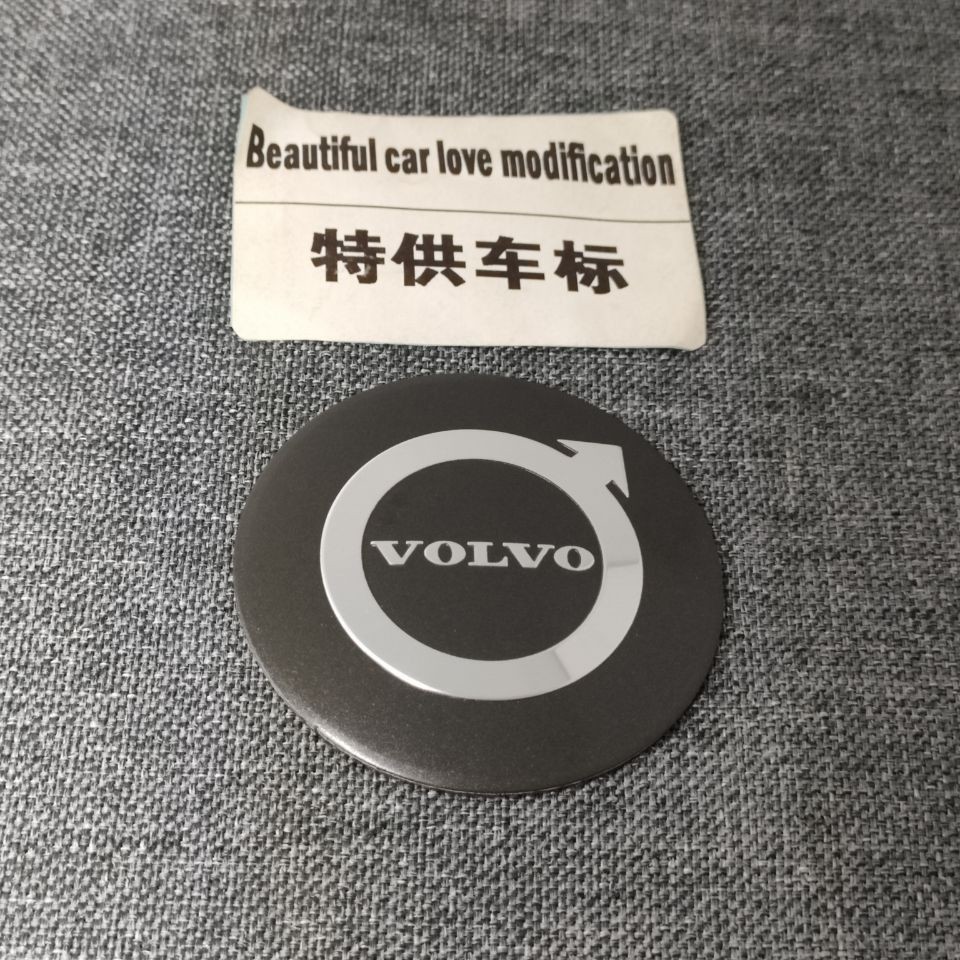 Beautiful car love modification
特供车标
VOLVO